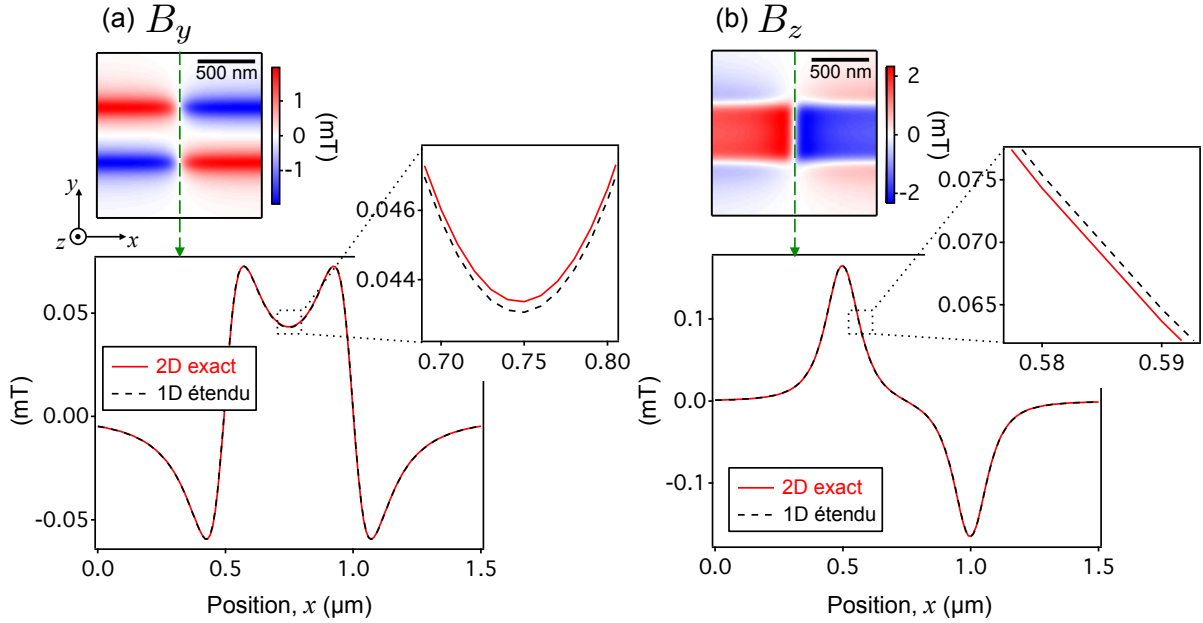 (a) B_y
500 nm
1
0
-1
(mT)
y
z
x
0.046
0.044
0.70
0.75
0.80
0.05
0.00
-0.05
(mT)
2D exact
1D étendu
0.0
0.5
1.0
1.5
Position, x (µm)
(b) B_z
500 nm
2
0
-2
(mT)
0.075
0.070
0.065
0.58
0.59
0.1
0.0
-0.1
(mT)
2D exact
1D étendu
0.0
0.5
1.0
1.5
Position, x (µm)